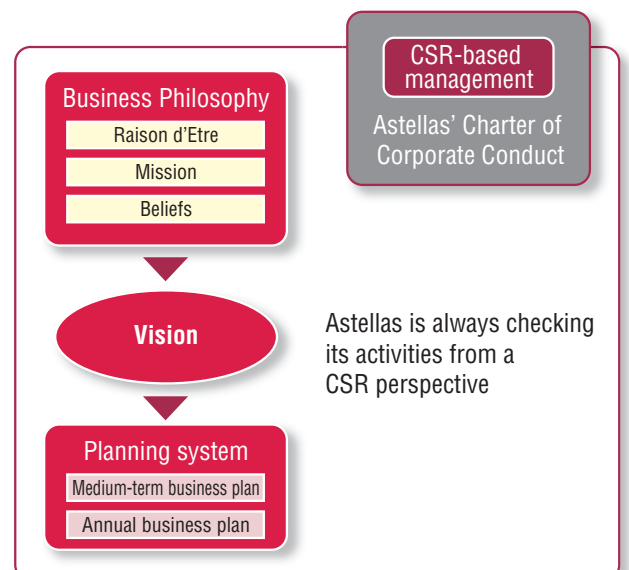 CSR-based
management
Astellas’ Charter of
Corporate Conduct
Business Philosophy
Raison d’Etre
Mission
Beliefs
Vision
Astellas is always checking
its activities from a
CSR perspective
Planning system
Medium-term business plan
Annual business plan